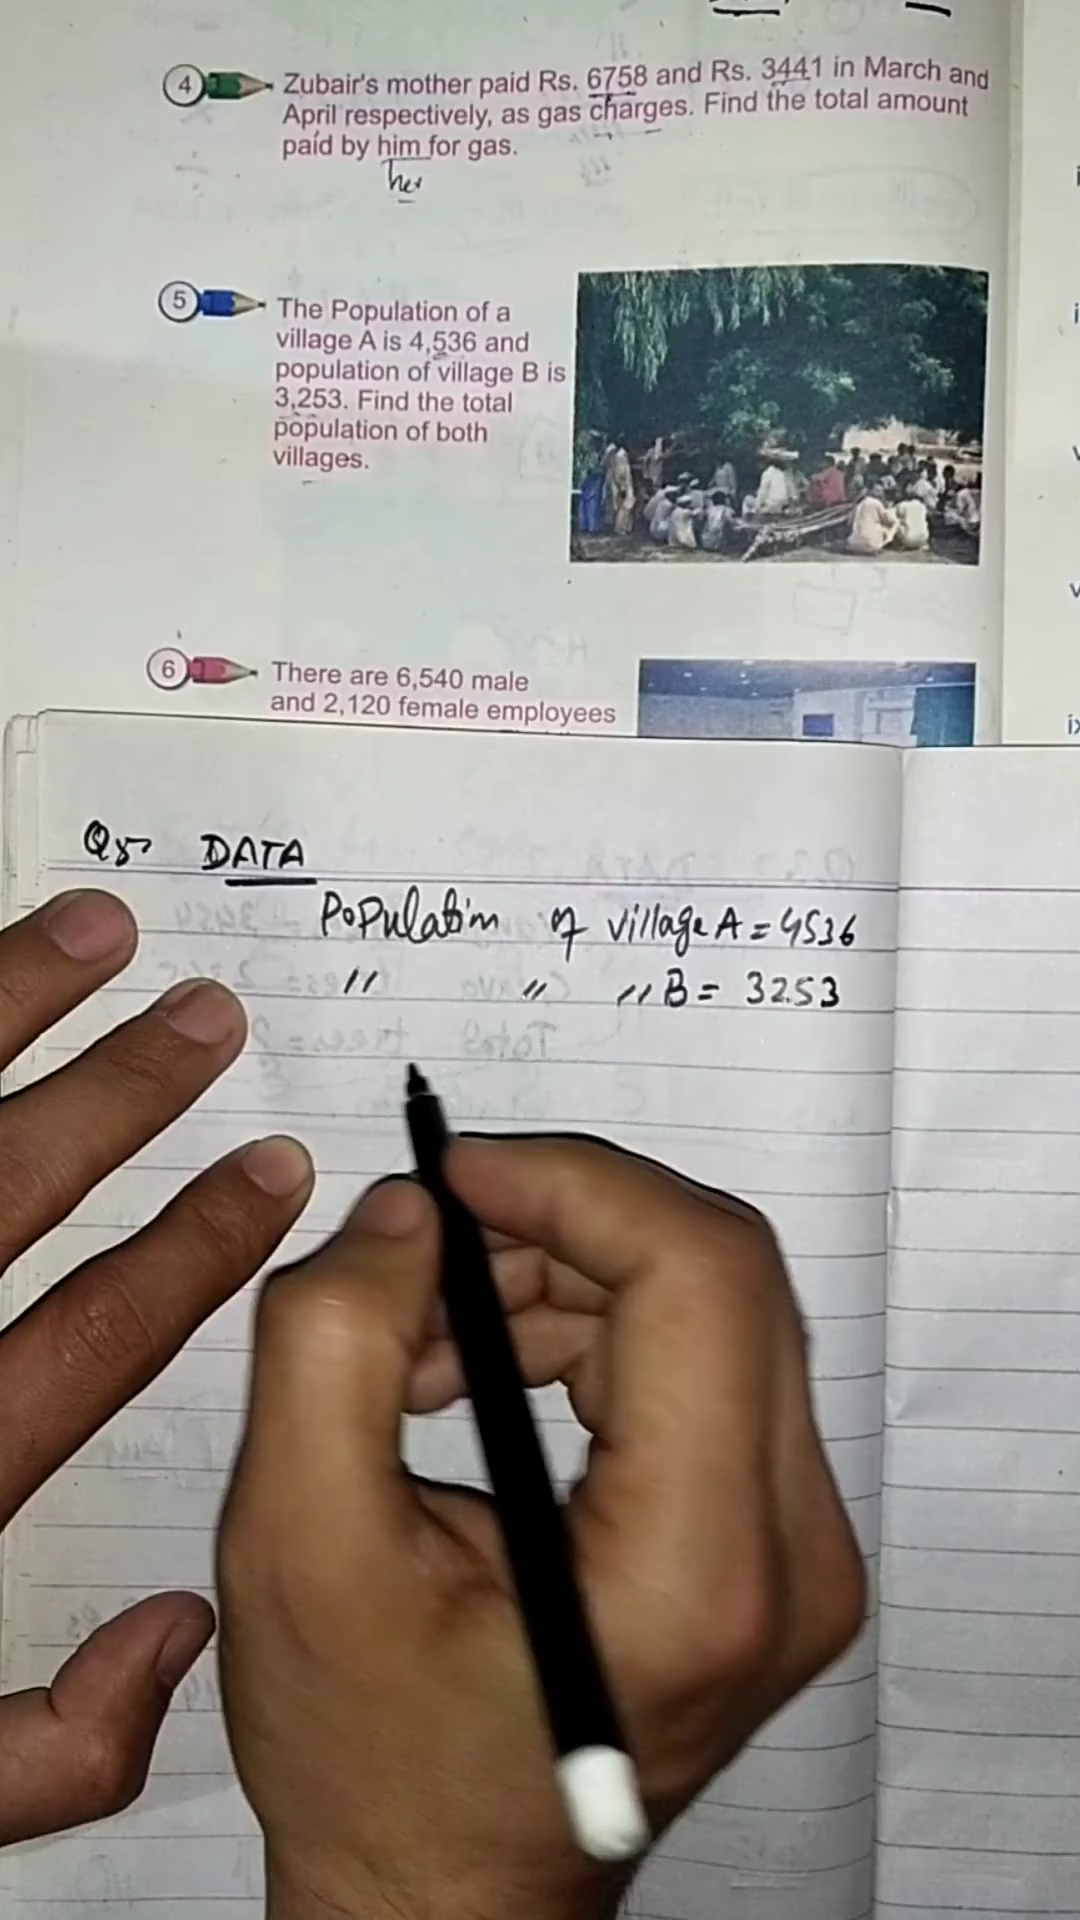 4 Zubair's mother paid Rs. 6758 and Rs. 3441 in March and
April respectively, as gas charges. Find the total amount
paid by him for gas.
her
5 The Population of a
village A is 4,536 and
population of village B is
3,253. Find the total
population of both
villages.
6 There are 6,540 male
and 2,120 female employees
Q5 DATA
Population of village A = 4536
" " " B = 3253